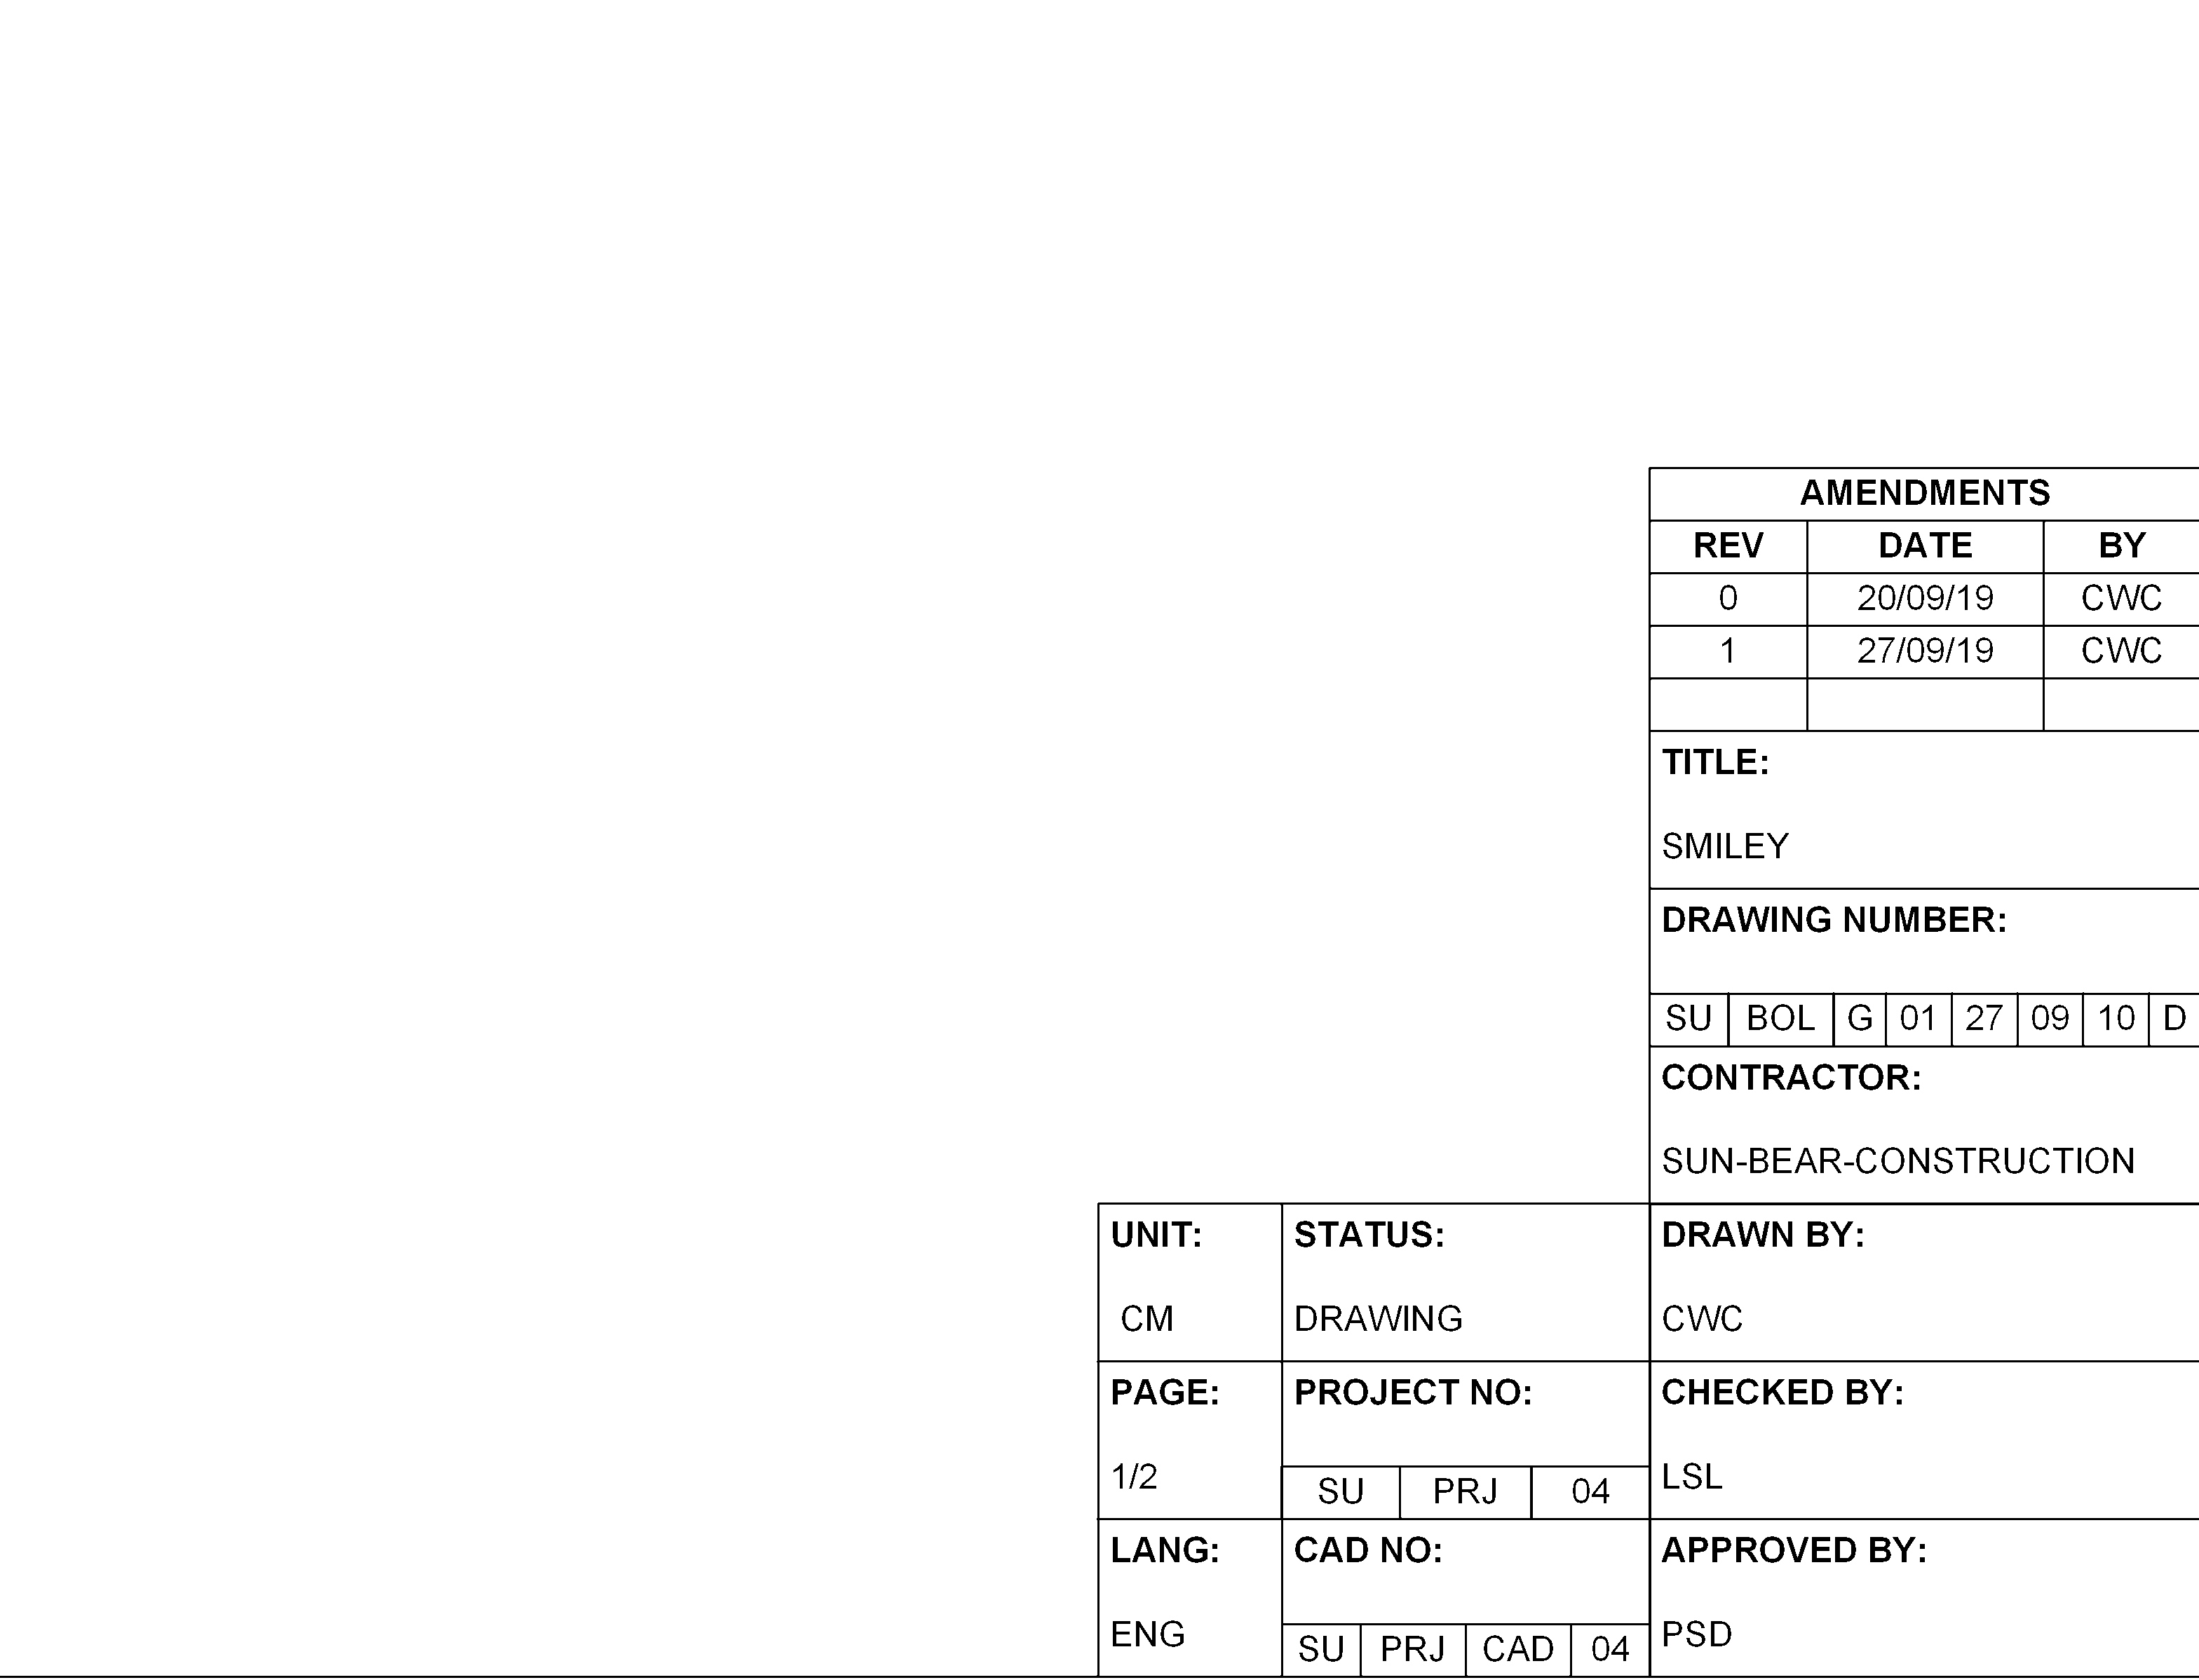 AMENDMENTS
REV DATE BY
0 20/09/19 CWC
1 27/09/19 CWC
TITLE:
SMILEY
DRAWING NUMBER:
SU BOL G 01 27 09 10 D
CONTRACTOR:
SUN-BEAR-CONSTRUCTION
UNIT: STATUS: DRAWN BY:
CM DRAWING CWC
PAGE: PROJECT NO: CHECKED BY:
1/2 SU PRJ 04 LSL
LANG: CAD NO: APPROVED BY:
ENG SU PRJ CAD 04 PSD